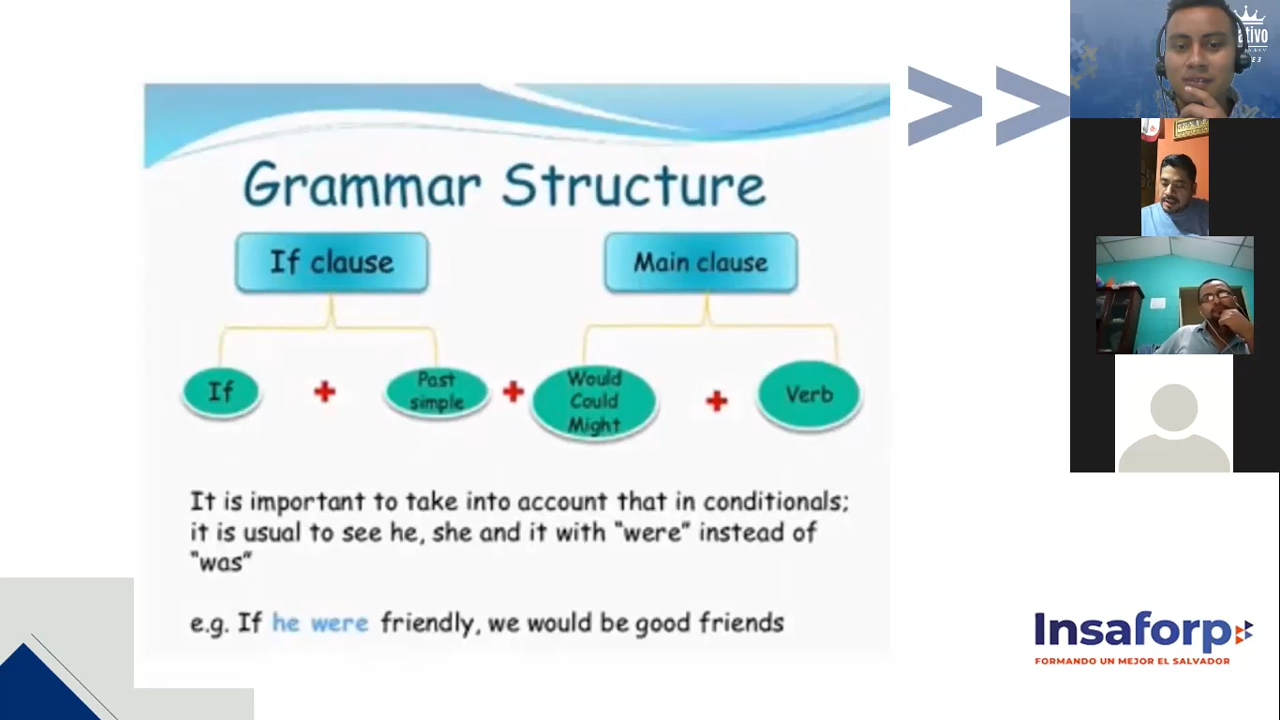 Grammar Structure
If clause
Main clause
If + Past simple + Would Could Might + Verb
It is important to take into account that in conditionals;
it is usual to see he, she and it with “were” instead of
“was”
e.g. If he were friendly, we would be good friends
Insaforp
FORMANDO UN MEJOR EL SALVADOR